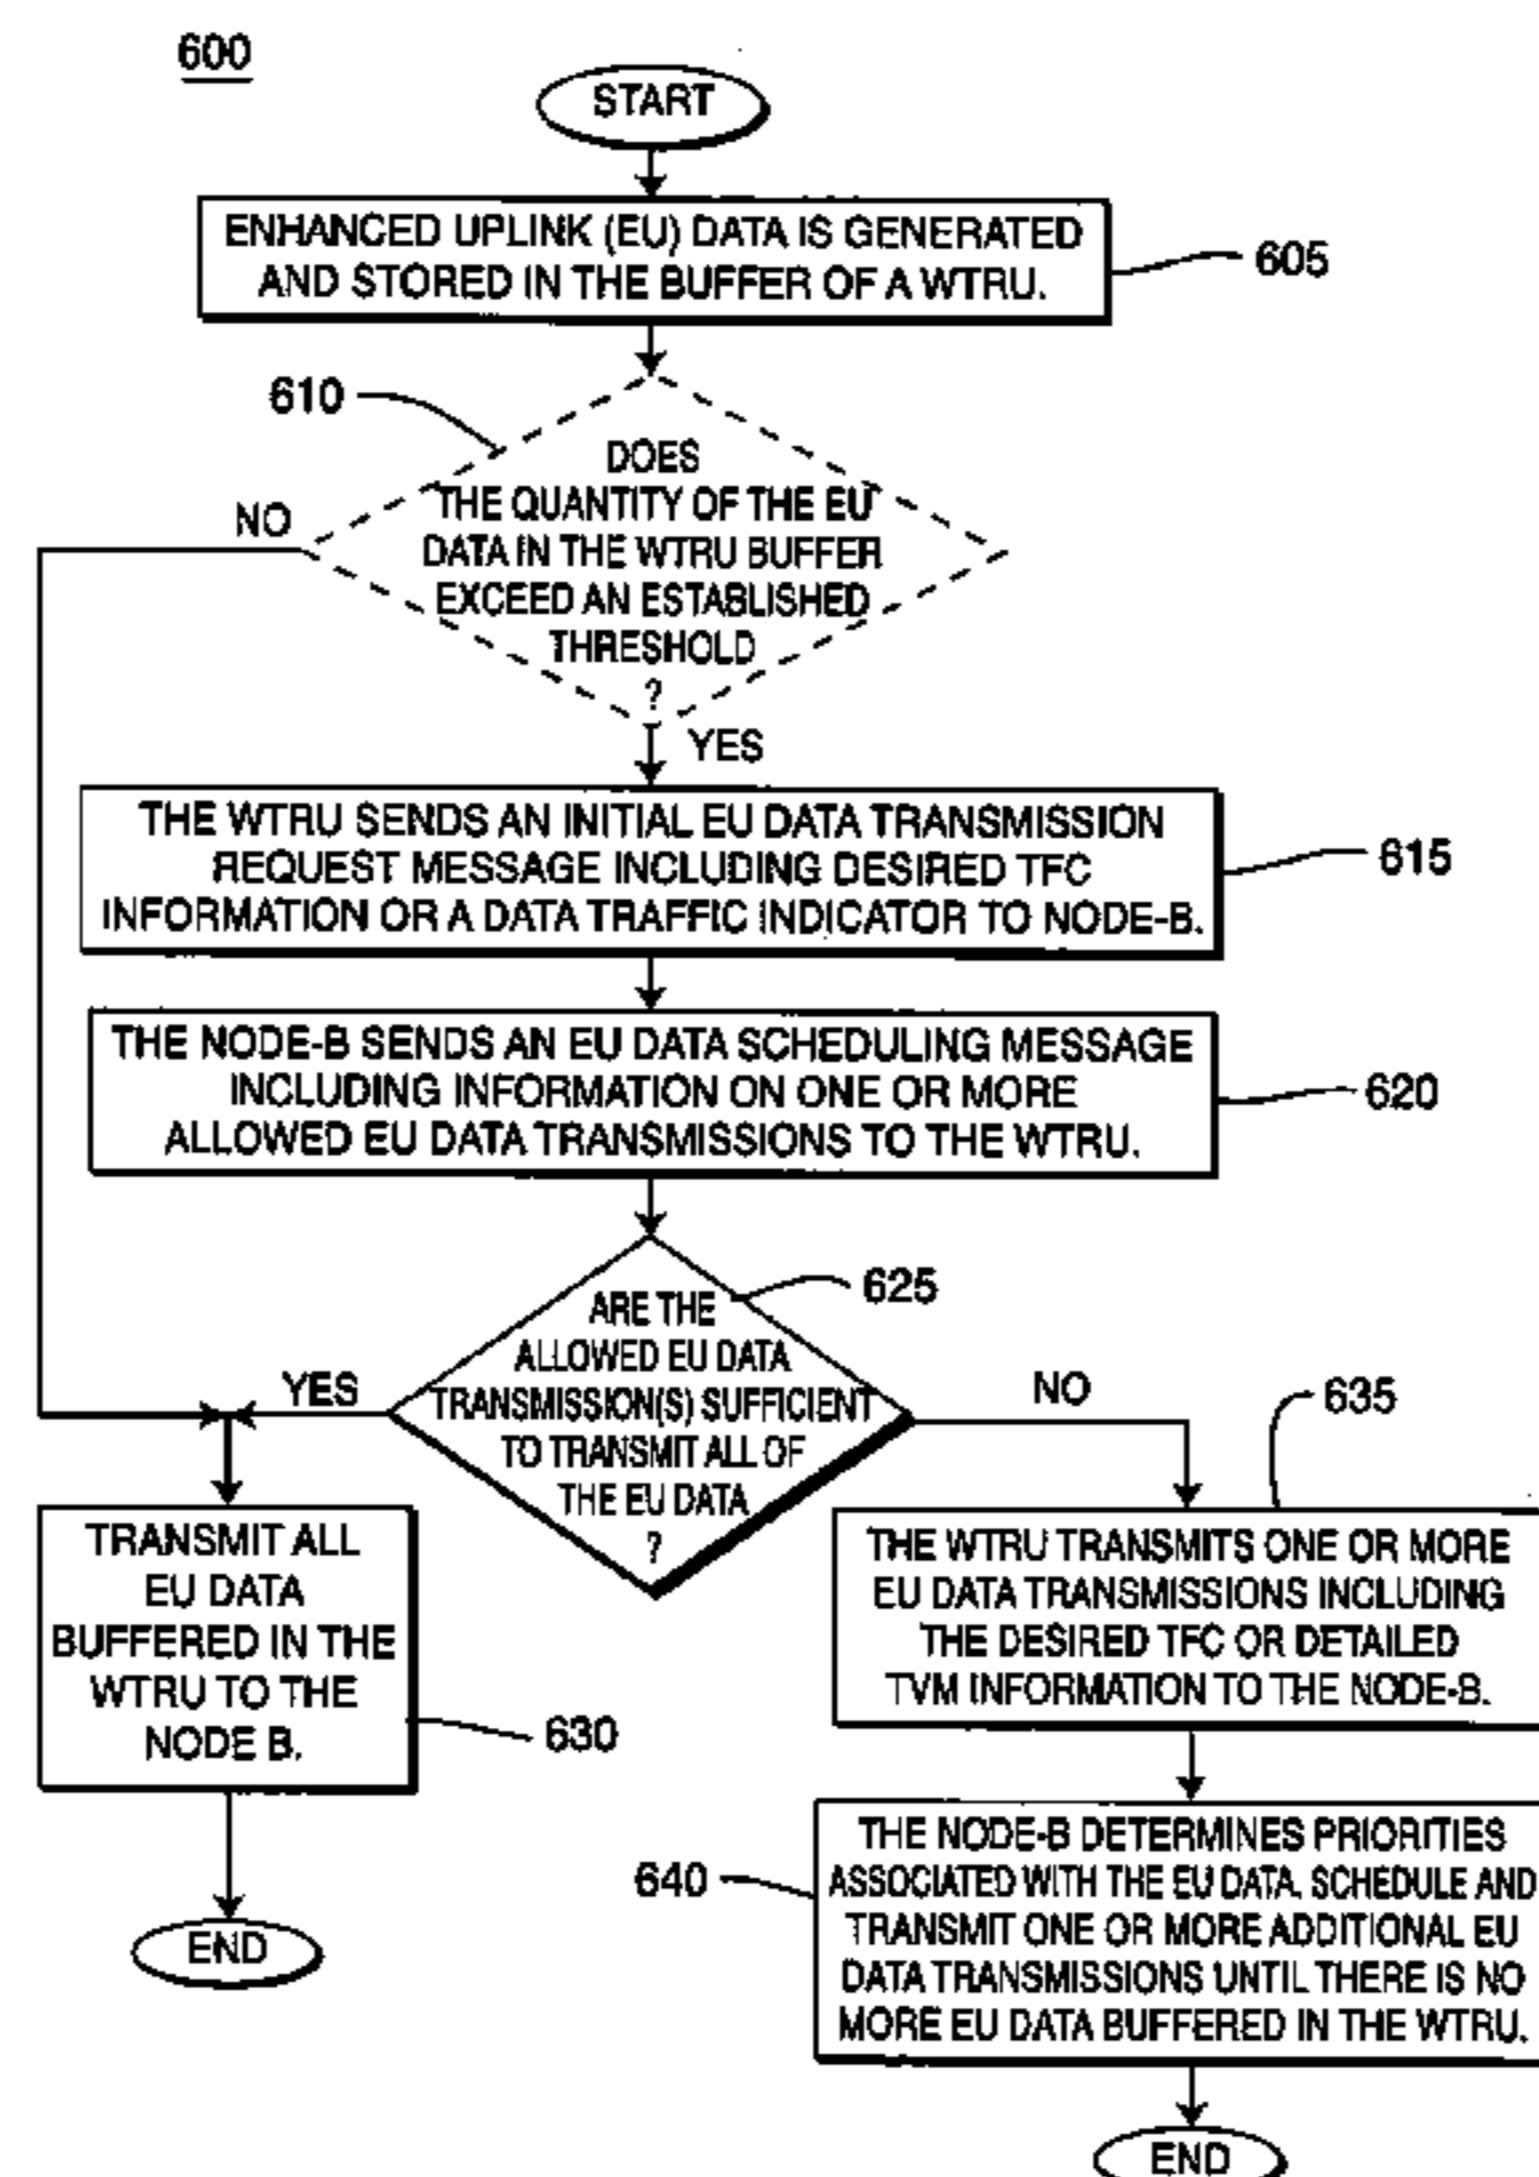 600
START
ENHANCED UPLINK (EU) DATA IS GENERATED
AND STORED IN THE BUFFER OF A WTRU.
605
610
DOES
THE QUANTITY OF THE EU
DATA IN THE WTRU BUFFER
EXCEED AN ESTABLISHED
THRESHOLD
?
NO
YES
THE WTRU SENDS AN INITIAL EU DATA TRANSMISSION
REQUEST MESSAGE INCLUDING DESIRED TFC
INFORMATION OR A DATA TRAFFIC INDICATOR TO NODE-B.
615
THE NODE-B SENDS AN EU DATA SCHEDULING MESSAGE
INCLUDING INFORMATION ON ONE OR MORE
ALLOWED EU DATA TRANSMISSIONS TO THE WTRU.
620
ARE THE
ALLOWED EU DATA
TRANSMISSION(S) SUFFICIENT
TO TRANSMIT ALL OF
THE EU DATA
?
625
YES
NO
635
TRANSMIT ALL
EU DATA
BUFFERED IN THE
WTRU TO THE
NODE B.
630
END
THE WTRU TRANSMITS ONE OR MORE
EU DATA TRANSMISSIONS INCLUDING
THE DESIRED TFC OR DETAILED
TVM INFORMATION TO THE NODE-B.
640
THE NODE-B DETERMINES PRIORITIES
ASSOCIATED WITH THE EU DATA, SCHEDULE AND
TRANSMIT ONE OR MORE ADDITIONAL EU
DATA TRANSMISSIONS UNTIL THERE IS NO
MORE EU DATA BUFFERED IN THE WTRU.
END